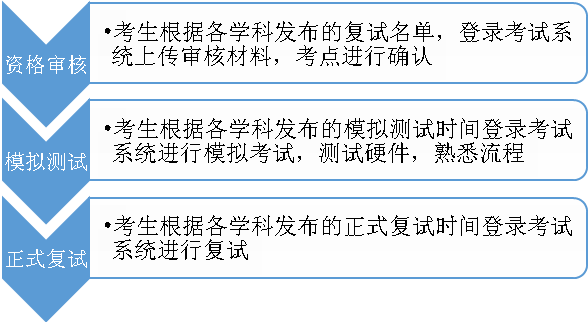 资格审核
•考生根据各学科发布的复试名单，登录考试系
统上传审核材料，考点进行确认
模拟测试
•考生根据各学科发布的模拟测试时间登录考试
系统进行模拟考试，测试硬件，熟悉流程
正式复试
•考生根据各学科发布的正式复试时间登录考试
系统进行复试